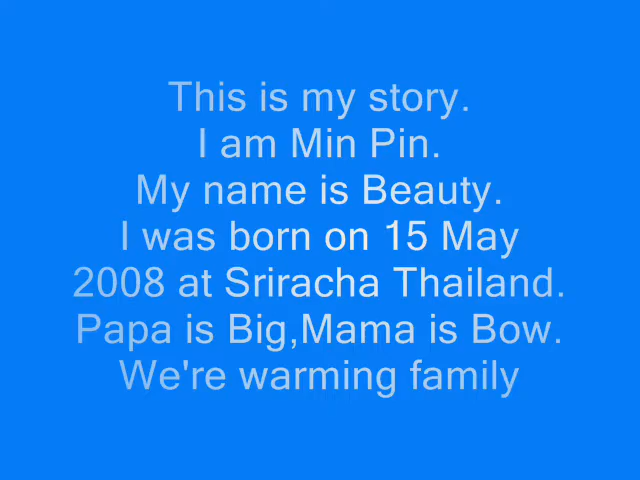 This is my story.
I am Min Pin.
My name is Beauty.
I was born on 15 May
2008 at Sriracha Thailand.
Papa is Big,Mama is Bow.
We're warming family